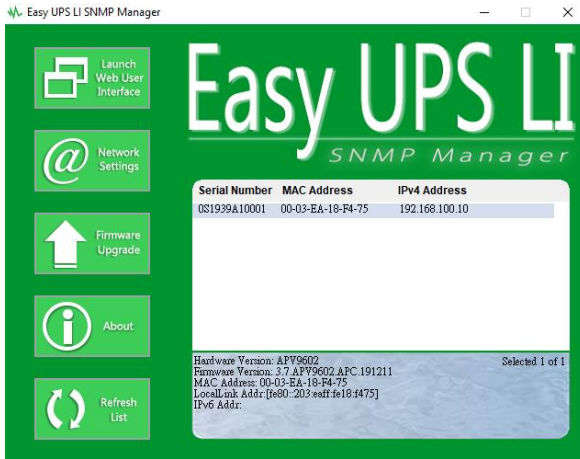 Easy UPS LI SNMP Manager
Launch
Web User
Interface
Network
Settings
Firmware
Upgrade
About
Refresh
List
Easy UPS LI
SNMP Manager
Serial Number MAC Address IPv4 Address
0S1939A10001 00-03-EA-18-F4-75 192.168.100.10
Hardware Version: APV9602
Selected 1 of 1
Firmware Version: 3.7.APV9602.APC.191211
MAC Address: 00-03-EA-18-F4-75
LocalLink Addr:[fe80::203:eaff:fe18:f475]
IPv6 Addr: